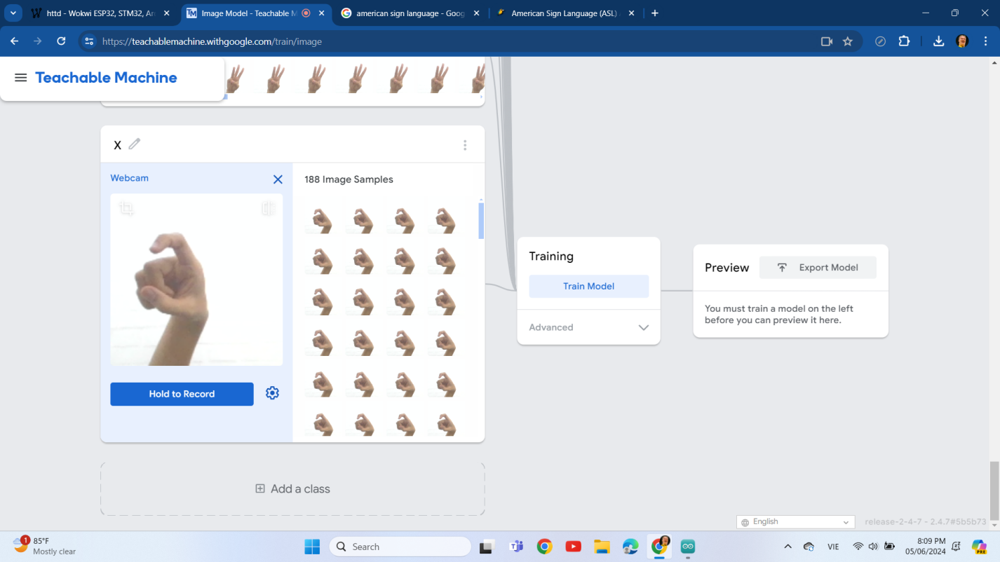 httd - Wokwi ESP32, STM32, Ar
Image Model - Teachable M
american sign language - Goog
American Sign Language (ASL)
https://teachablemachine.withgoogle.com/train/image
Teachable Machine
X
Webcam
188 Image Samples
Hold to Record
Training
Train Model
Advanced
Preview
Export Model
You must train a model on the left
before you can preview it here.
Add a class
English
release-2-4-7 - 2.4.7#5b5b73
1
85°F
Mostly clear
Search
VIE
8:09 PM
05/06/2024
PRE